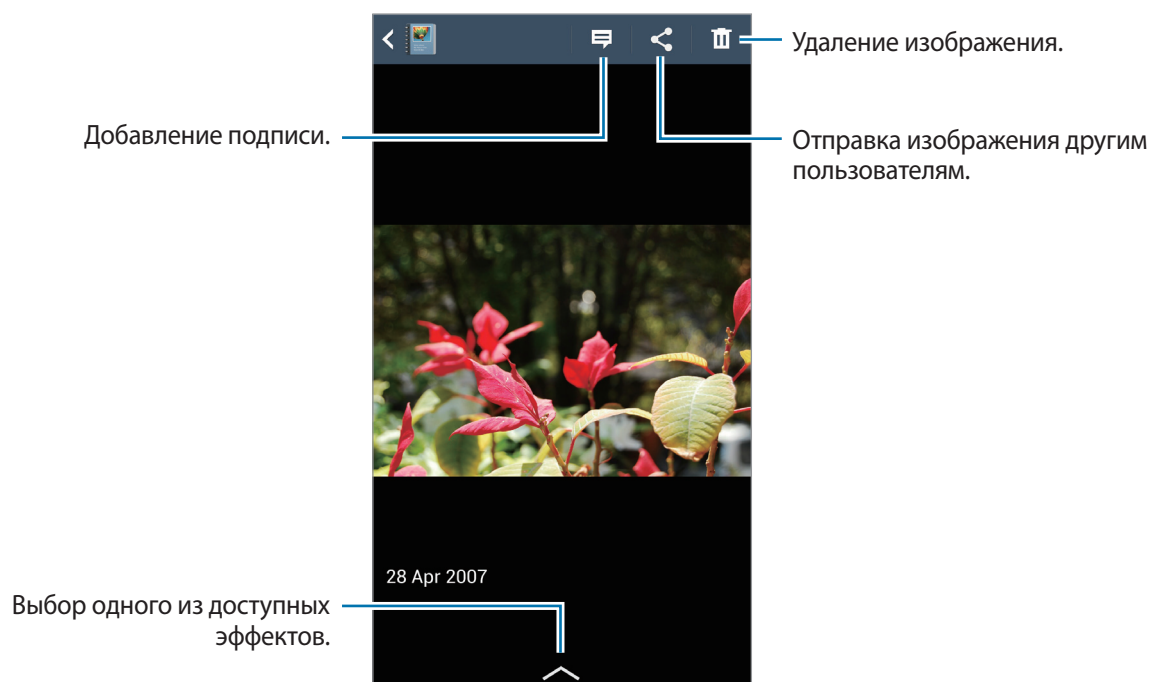 Удаление изображения.
Добавление подписи.
Отправка изображения другим
пользователям.
28 Apr 2007
Выбор одного из доступных
эффектов.